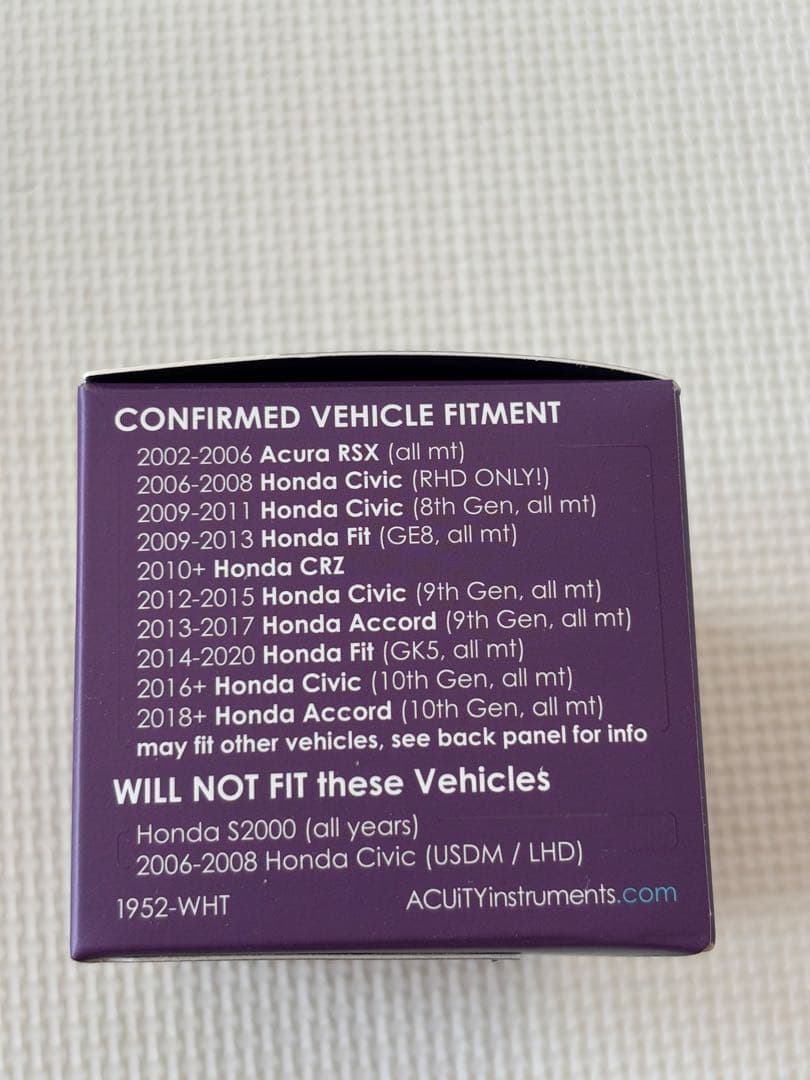 CONFIRMED VEHICLE FITMENT
2002-2006 Acura RSX (all mt)
2006-2008 Honda Civic (RHD ONLY!)
2009-2011 Honda Civic (8th Gen, all mt)
2009-2013 Honda Fit (GE8, all mt)
2010+ Honda CRZ
2012-2015 Honda Civic (9th Gen, all mt)
2013-2017 Honda Accord (9th Gen, all mt)
2014-2020 Honda Fit (GK5, all mt)
2016+ Honda Civic (10th Gen, all mt)
2018+ Honda Accord (10th Gen, all mt)
may fit other vehicles, see back panel for info
WILL NOT FIT these Vehicles
Honda S2000 (all years)
2006-2008 Honda Civic (USDM / LHD)
1952-WHT ACUiTYinstruments.com